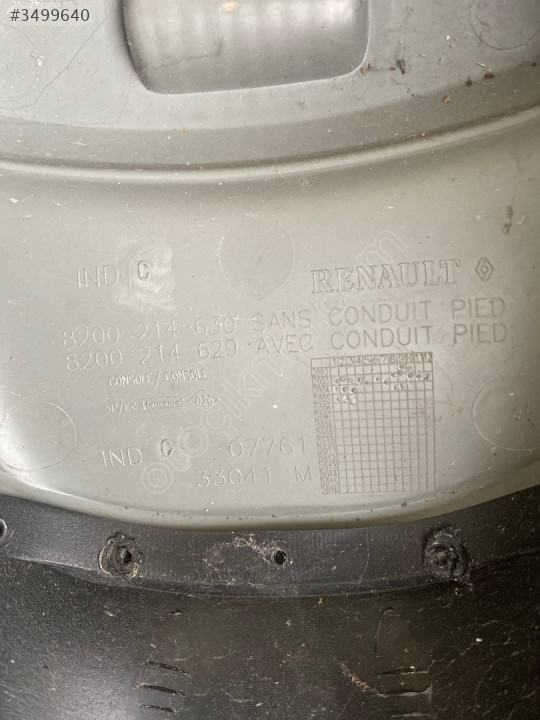 #3499640
IND C
RENAULT
8200 214 630 SANS CONDUIT PIED
8200 214 629 AVEC CONDUIT PIED
CONSOLE/CONSOLE
IND C 07761
33041 M